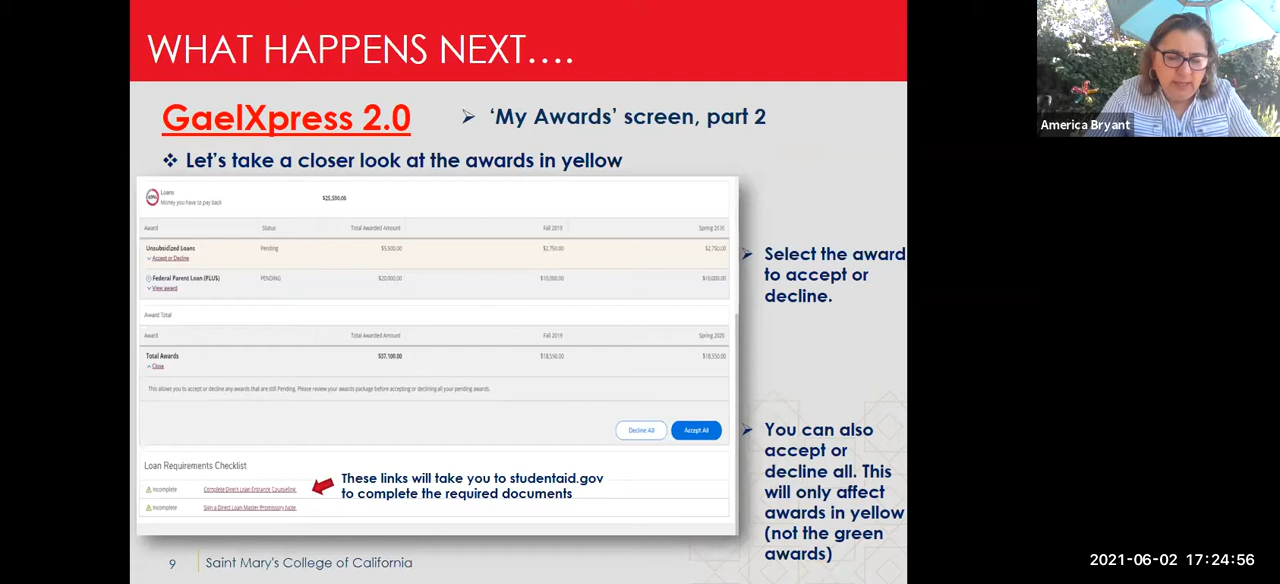 WHAT HAPPENS NEXT....
GaelXpress 2.0
'My Awards' screen, part 2
Let's take a closer look at the awards in yellow
Loans
Money you have to pay back
$25,500.00
Award Status Total Awarded Amount Fall 2019 Spring 2020
Unsubsidized Loans Pending $5,500.00 $2,750.00 $2,750.00
Accept or Decline
Federal Parent Loan (PLUS) PENDING $20,000.00 $10,000.00 $10,000.00
View award
Award Total
Award Total Awarded Amount Fall 2019 Spring 2020
Total Awards $37,100.00 $18,550.00 $18,550.00
Close
This allows you to accept or decline any awards that are still Pending. Please review your awards package before accepting or declining all your pending awards.
Decline All Accept All
Loan Requirements Checklist
Incomplete Complete Direct Loan Entrance Counseling
Incomplete Sign a Direct Loan Master Promissory Note
These links will take you to studentaid.gov
to complete the required documents
Select the award
to accept or
decline.
You can also
accept or
decline all. This
will only affect
awards in yellow
(not the green
awards)
9 Saint Mary's College of California
America Bryant
2021-06-02 17:24:56